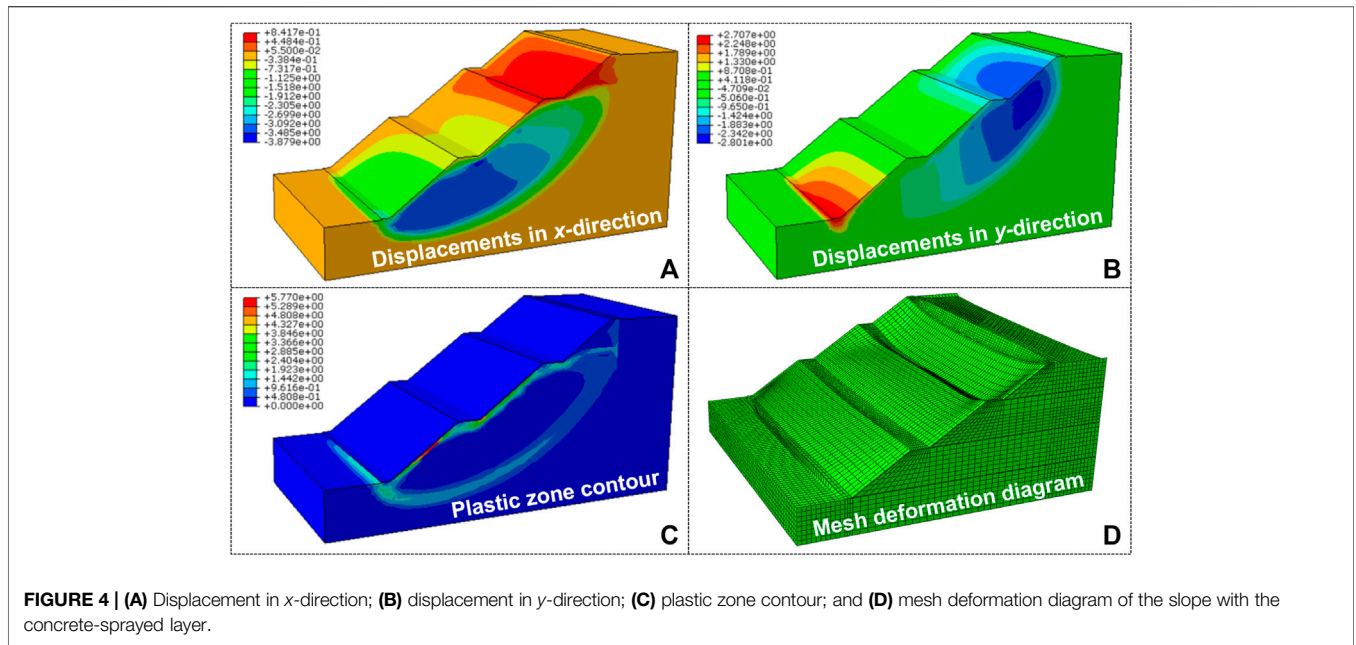 +8.417e-01
+4.484e-01
+5.500e-02
-3.384e-01
-7.317e-01
-1.125e+00
-1.518e+00
-1.912e+00
-2.305e+00
-2.699e+00
-3.092e+00
-3.485e+00
-3.879e+00
Displacements in x-direction
A
+2.707e+00
+2.248e+00
+1.789e+00
+1.330e+00
+8.708e-01
+4.118e-01
-4.709e-02
-5.060e-01
-9.650e-01
-1.424e+00
-1.883e+00
-2.342e+00
-2.801e+00
Displacements in y-direction
B
+5.770e+00
+5.289e+00
+4.808e+00
+4.327e+00
+3.846e+00
+3.366e+00
+2.885e+00
+2.404e+00
+1.923e+00
+1.442e+00
+9.616e-01
+4.808e-01
+0.000e+00
Plastic zone contour
C
Mesh deformation diagram
D
FIGURE 4 | (A) Displacement in x-direction; (B) displacement in y-direction; (C) plastic zone contour; and (D) mesh deformation diagram of the slope with the
concrete-sprayed layer.